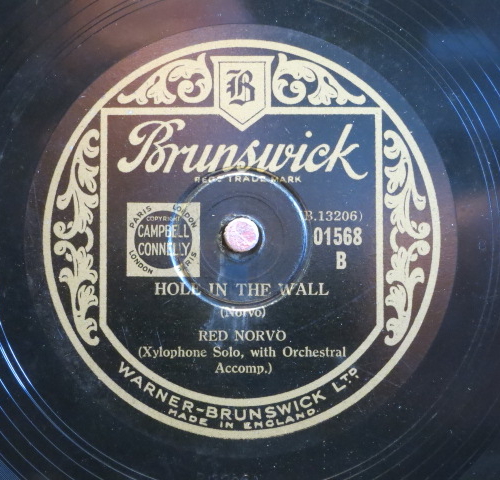 B
Brunswick
REGD TRADE MARK
PARIS LONDON
COPYRIGHT
CAMPBELL
CONNELLY
LONDON PARIS
(B.13206)
01568
B
HOLE IN THE WALL
(Norvo)
RED NORVO
(Xylophone Solo, with Orchestral
Accomp.)
WARNER-BRUNSWICK LTD
MADE IN ENGLAND.